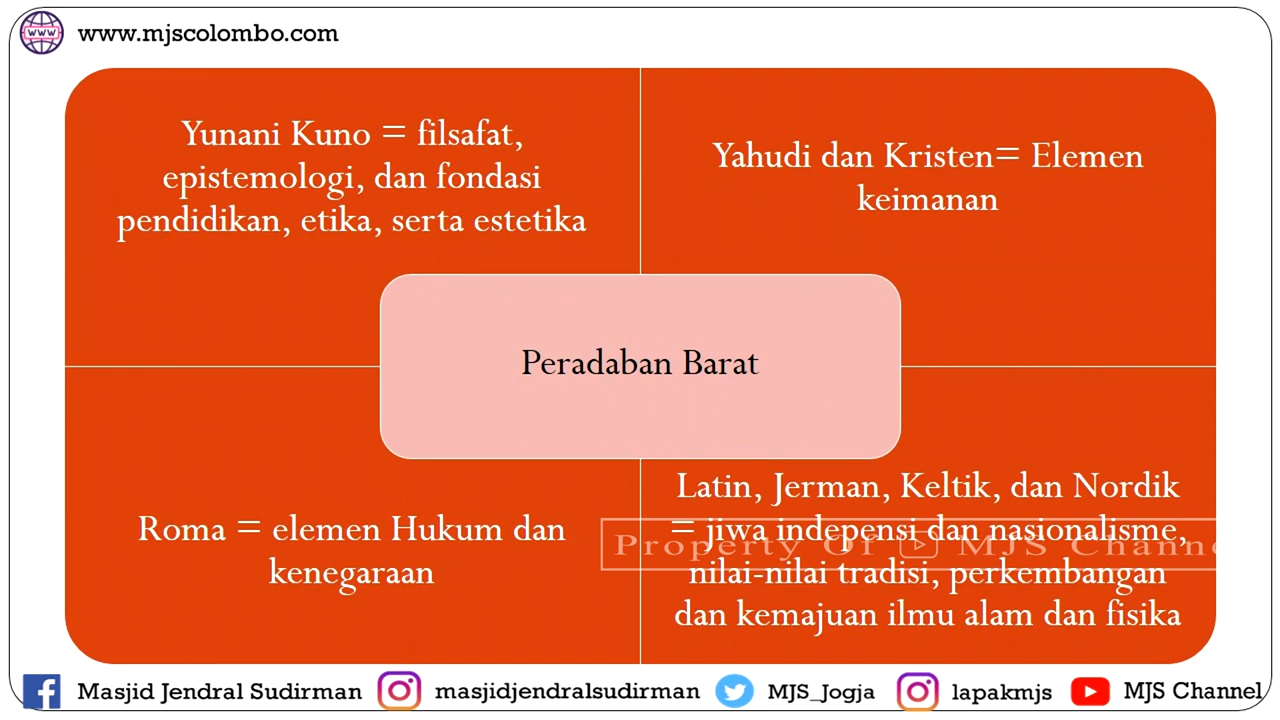 www.mjscolombo.com
Yunani Kuno = filsafat,
epistemologi, dan fondasi
pendidikan, etika, serta estetika
Yahudi dan Kristen= Elemen
keimanan
Peradaban Barat
Roma = elemen Hukum dan
kenegaraan
Latin, Jerman, Keltik, dan Nordik
= jiwa indepensi dan nasionalisme,
nilai-nilai tradisi, perkembangan
dan kemajuan ilmu alam dan fisika
Property Of MJS Channe
Masjid Jendral Sudirman
masjidjendralsudirman
MJS_Jogja
lapakmjs
MJS Channel